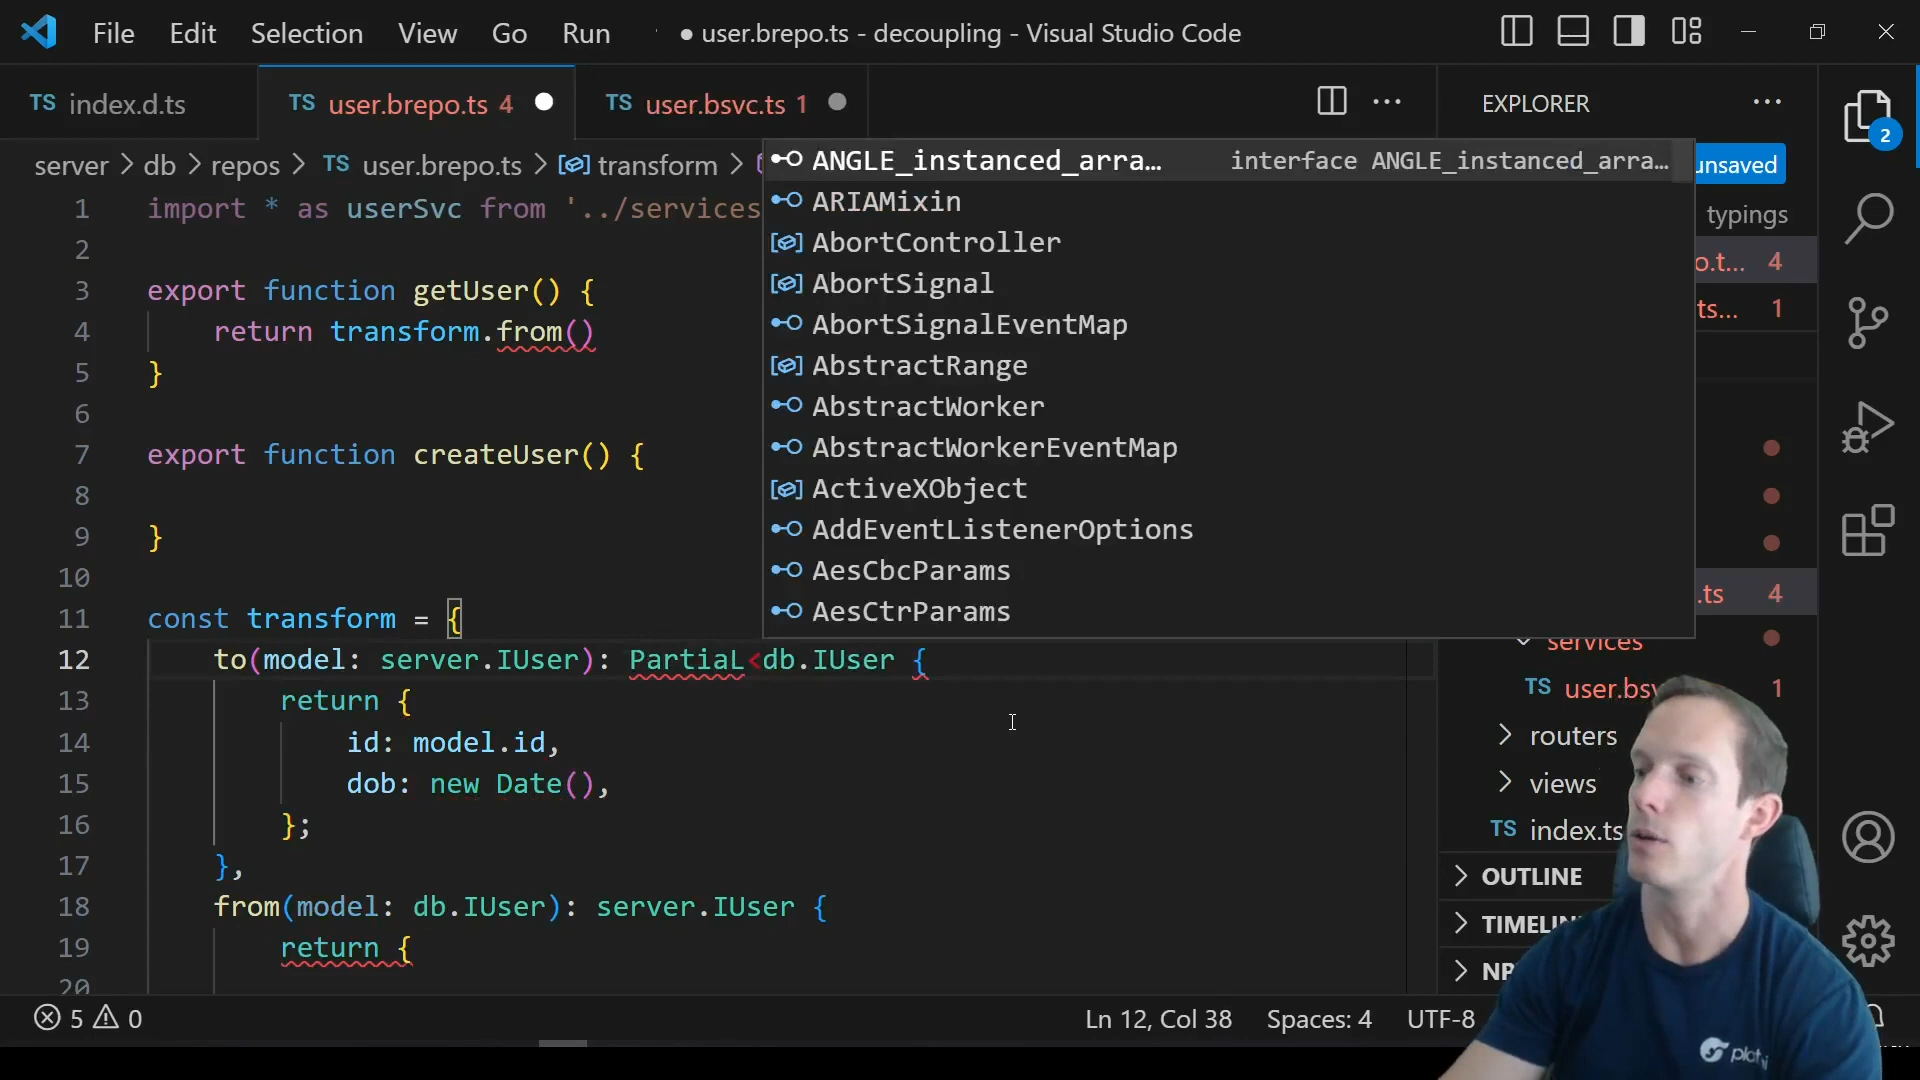 File Edit Selection View Go Run ● user.brepo.ts - decoupling - Visual Studio Code
TS index.d.ts TS user.brepo.ts 4 TS user.bsvc.ts 1
EXPLORER
2
server > db > repos > TS user.brepo.ts > transform >
unsaved
typings
4
ts... 1
1 import * as userSvc from '../services
2
3 export function getUser() {
4 return transform.from()
5 }
6
7 export function createUser() {
8
9 }
10
11 const transform = {
12 to(model: server.IUser): PartiaL<db.IUser {
13 return {
14 id: model.id,
15 dob: new Date(),
16 };
17 },
18 from(model: db.IUser): server.IUser {
19 return {
20
ANGLE_instanced_arra… interface ANGLE_instanced_arra…
ARIAMixin
AbortController
AbortSignal
AbortSignalEventMap
AbstractRange
AbstractWorker
AbstractWorkerEventMap
ActiveXObject
AddEventListenerOptions
AesCbcParams
AesCtrParams
.ts 4
services
TS user.bsv 1
routers
views
TS index.ts
OUTLINE
TIMELIN
NP
5 0
Ln 12, Col 38 Spaces: 4 UTF-8